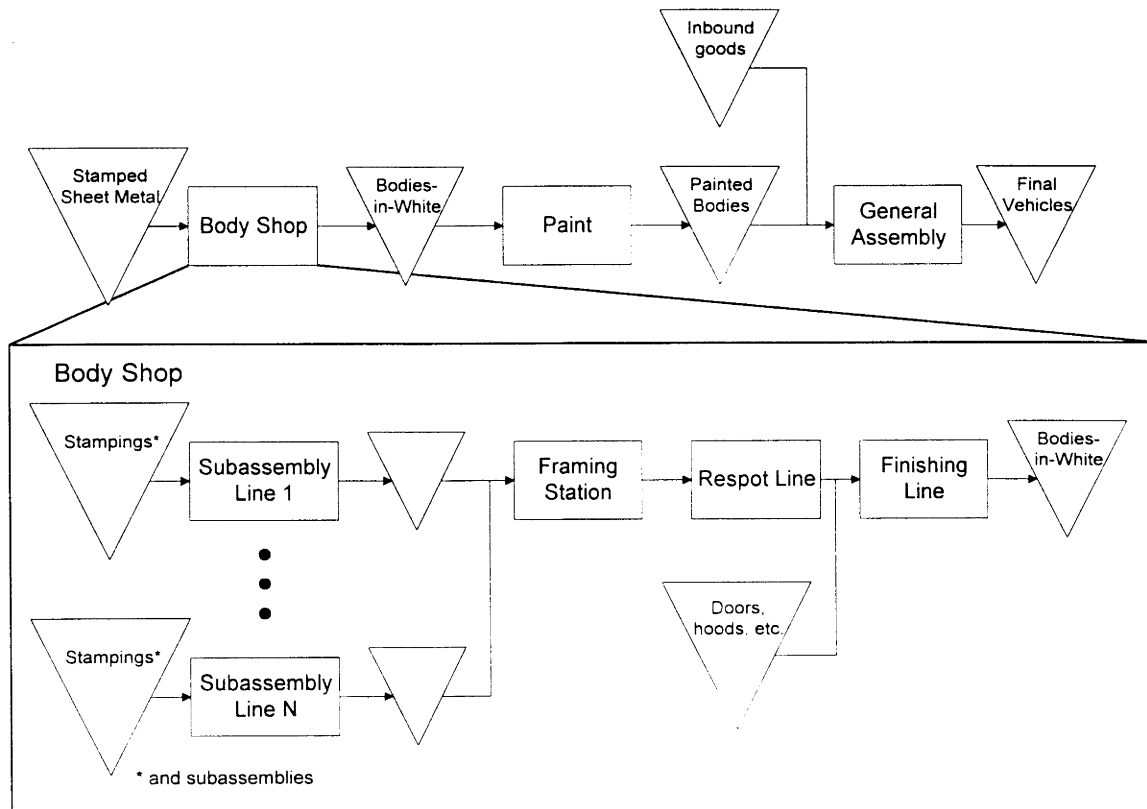 Inbound
goods
Stamped
Sheet Metal
Body Shop
Bodies-
in-White
Paint
Painted
Bodies
General
Assembly
Final
Vehicles
Body Shop
Stampings*
Subassembly
Line 1
Framing
Station
Respot Line
Finishing
Line
Bodies-
in-White
Doors,
hoods, etc.
Stampings*
Subassembly
Line N
* and subassemblies